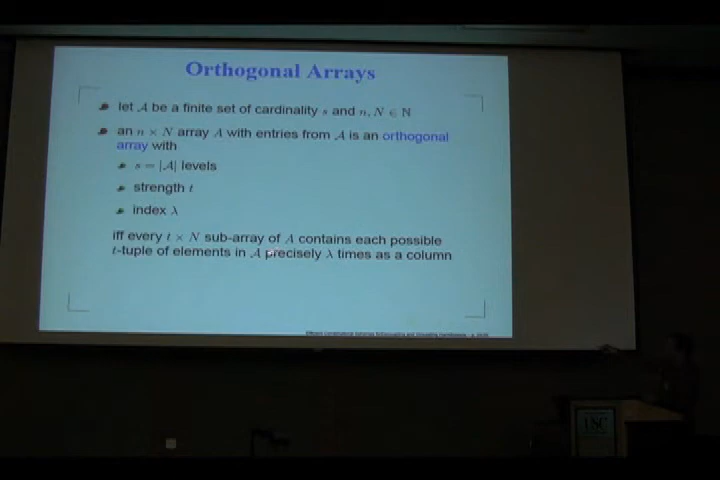 Orthogonal Arrays
let 𝒜 be a finite set of cardinality s and n, N ∈ ℕ
an n × N array A with entries from 𝒜 is an orthogonal
array with
s = |𝒜| levels
strength t
index λ
iff every t × N sub-array of A contains each possible
t-tuple of elements in 𝒜 precisely λ times as a column
USC